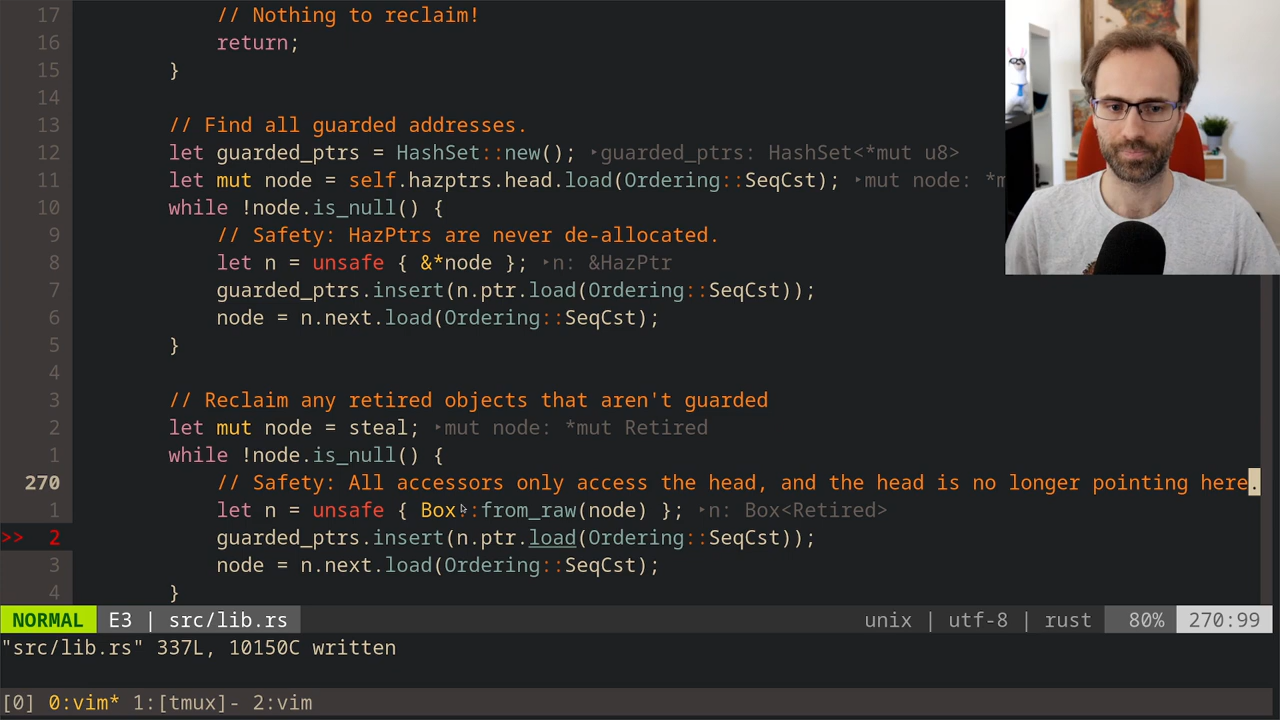 17 // Nothing to reclaim!
16 return;
15 }
14
13 // Find all guarded addresses.
12 let guarded_ptrs = HashSet::new(); ‣guarded_ptrs: HashSet<*mut u8>
11 let mut node = self.hazptrs.head.load(Ordering::SeqCst); ‣mut node: *m
10 while !node.is_null() {
9 // Safety: HazPtrs are never de-allocated.
8 let n = unsafe { &*node }; ‣n: &HazPtr
7 guarded_ptrs.insert(n.ptr.load(Ordering::SeqCst));
6 node = n.next.load(Ordering::SeqCst);
5 }
4
3 // Reclaim any retired objects that aren't guarded
2 let mut node = steal; ‣mut node: *mut Retired
1 while !node.is_null() {
270 // Safety: All accessors only access the head, and the head is no longer pointing here.
1 let n = unsafe { Box::from_raw(node) }; ‣n: Box<Retired>
>> 2 guarded_ptrs.insert(n.ptr.load(Ordering::SeqCst));
3 node = n.next.load(Ordering::SeqCst);
4 }
NORMAL E3 | src/lib.rs unix | utf-8 | rust 80% 270:99
"src/lib.rs" 337L, 10150C written
[0] 0:vim* 1:[tmux]- 2:vim